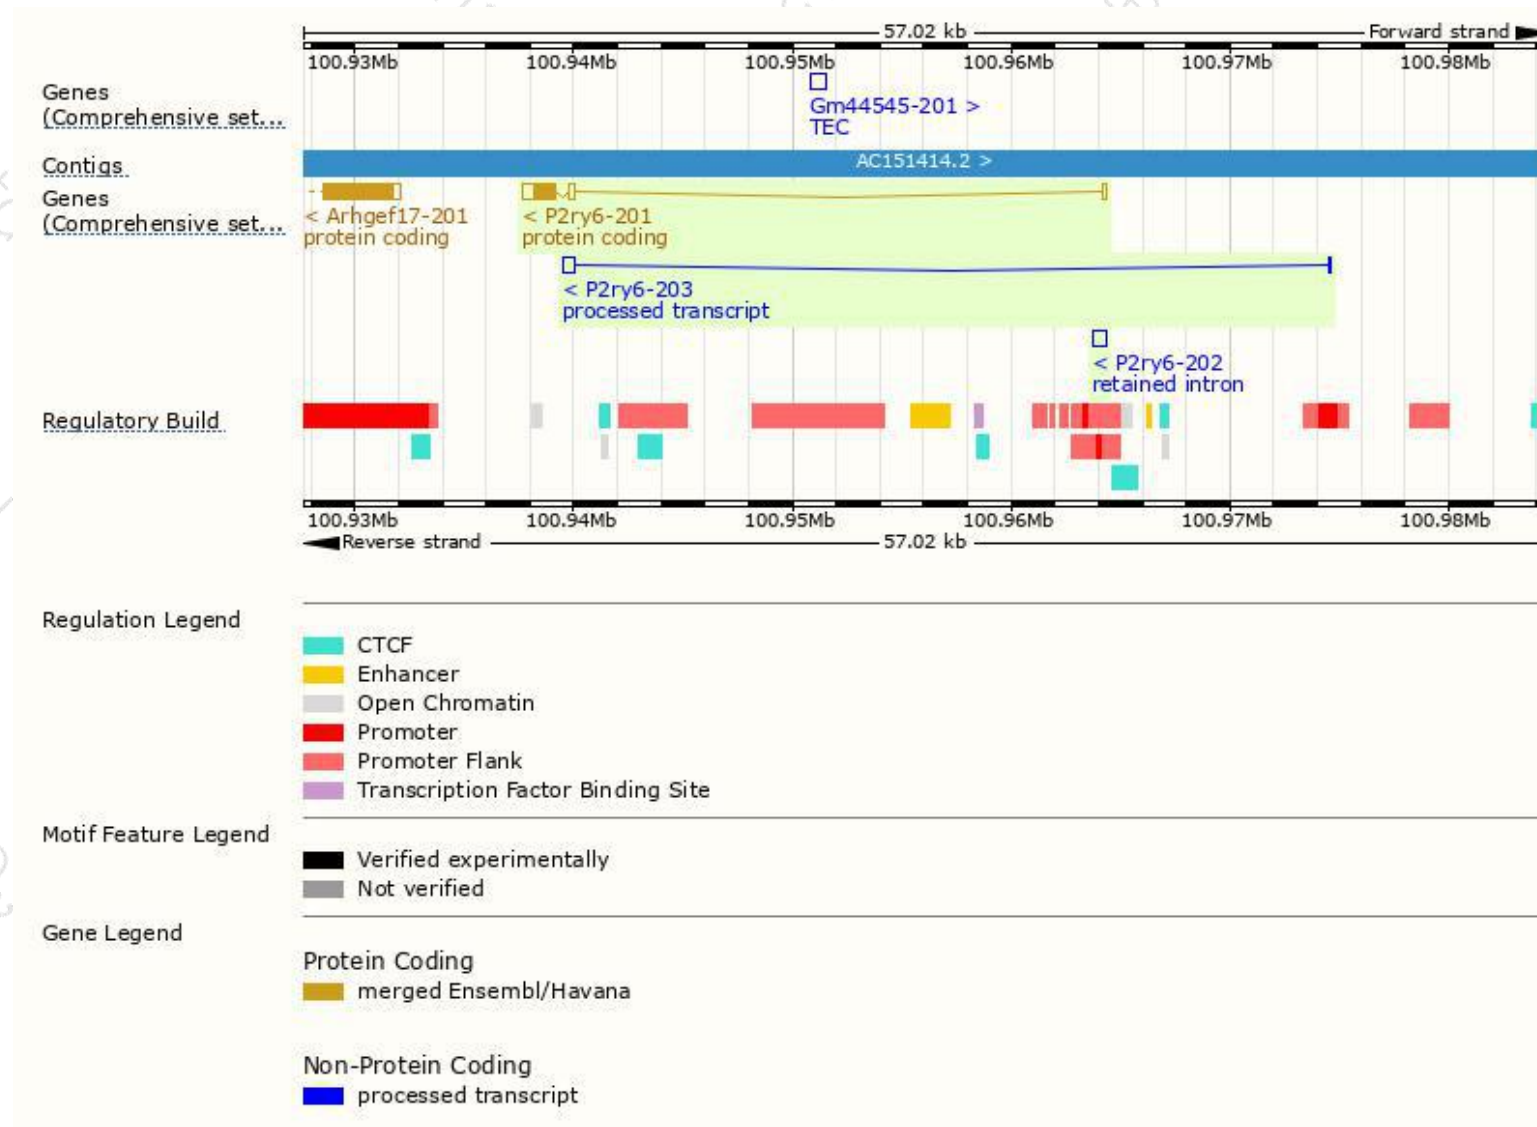 57.02 kb Forward strand
100.93Mb 100.94Mb 100.95Mb 100.96Mb 100.97Mb 100.98Mb
Genes
(Comprehensive set...
Gm44545-201 >
TEC
Contigs
AC151414.2 >
Genes
(Comprehensive set...
< Arhgef17-201
protein coding
< P2ry6-201
protein coding
< P2ry6-203
processed transcript
< P2ry6-202
retained intron
Regulatory Build
100.93Mb 100.94Mb 100.95Mb 100.96Mb 100.97Mb 100.98Mb
Reverse strand 57.02 kb
Regulation Legend
CTCF
Enhancer
Open Chromatin
Promoter
Promoter Flank
Transcription Factor Binding Site
Motif Feature Legend
Verified experimentally
Not verified
Gene Legend
Protein Coding
merged Ensembl/Havana
Non-Protein Coding
processed transcript